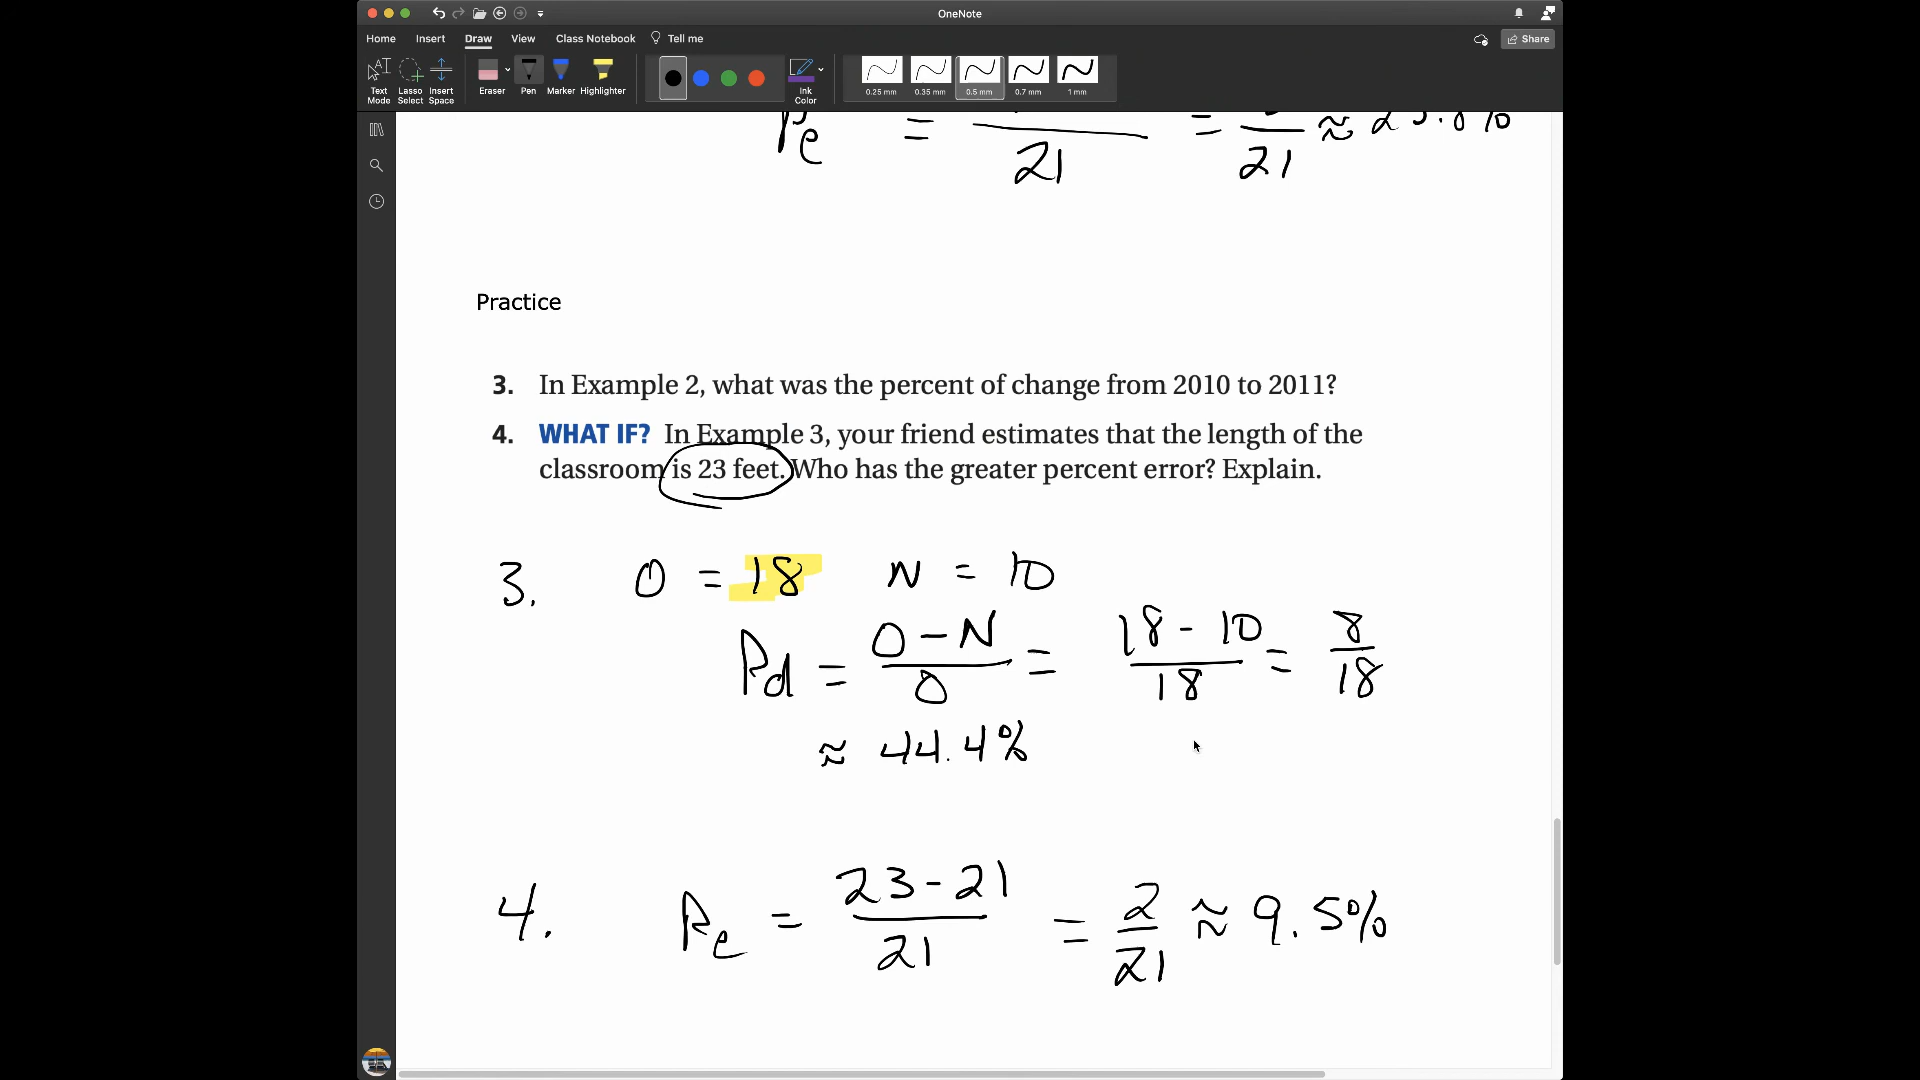 OneNote
Home Insert Draw View Class Notebook Tell me
Share
Text Mode Lasso Select Insert Space Eraser Pen Marker Highlighter Ink Color 0.25 mm 0.35 mm 0.5 mm 0.7 mm 1 mm
Pe = /21 = /21 ≈
Practice
3. In Example 2, what was the percent of change from 2010 to 2011?
4. WHAT IF? In Example 3, your friend estimates that the length of the
classroom is 23 feet. Who has the greater percent error? Explain.
3. O = 18 N = 10
Pd = O - N/O = 18 - 10/18 = 8/18
≈ 44.4%
4. Pe = 23 - 21/21 = 2/21 ≈ 9.5%